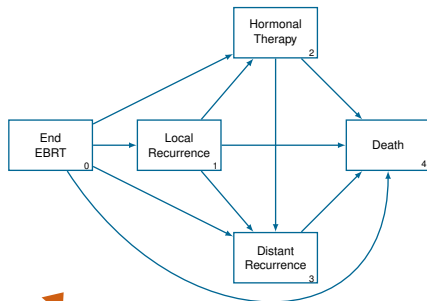 Hormonal
Therapy
2
End
EBRT
0
Local
Recurrence
1
Death
4
Distant
Recurrence
3